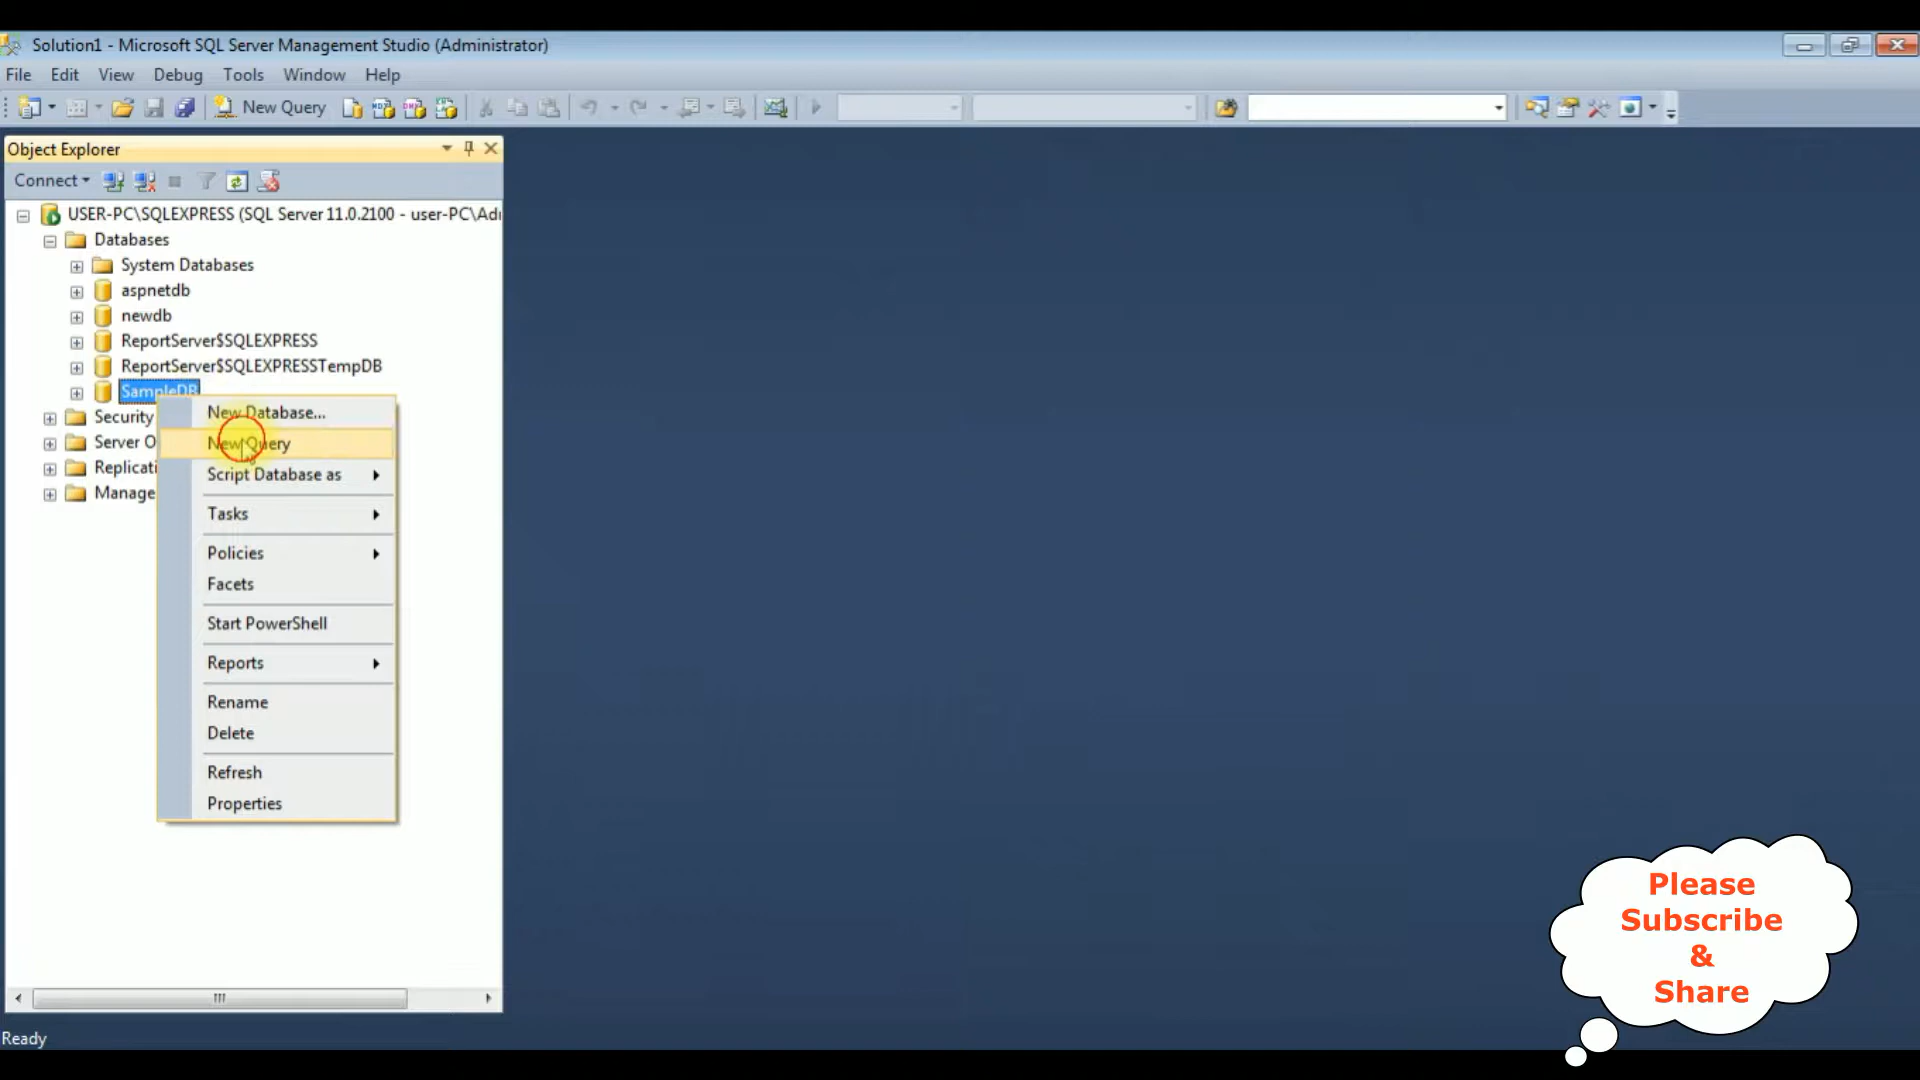 Solution1 - Microsoft SQL Server Management Studio (Administrator)
File Edit View Debug Tools Window Help
New Query
Object Explorer
Connect
USER-PC\SQLEXPRESS (SQL Server 11.0.2100 - user-PC\Adi
Databases
System Databases
aspnetdb
newdb
ReportServer$SQLEXPRESS
ReportServer$SQLEXPRESSTempDB
SampleDB
Security
Server O
Replicati
Manage
New Database...
New Query
Script Database as
Tasks
Policies
Facets
Start PowerShell
Reports
Rename
Delete
Refresh
Properties
Please
Subscribe
&
Share
Ready